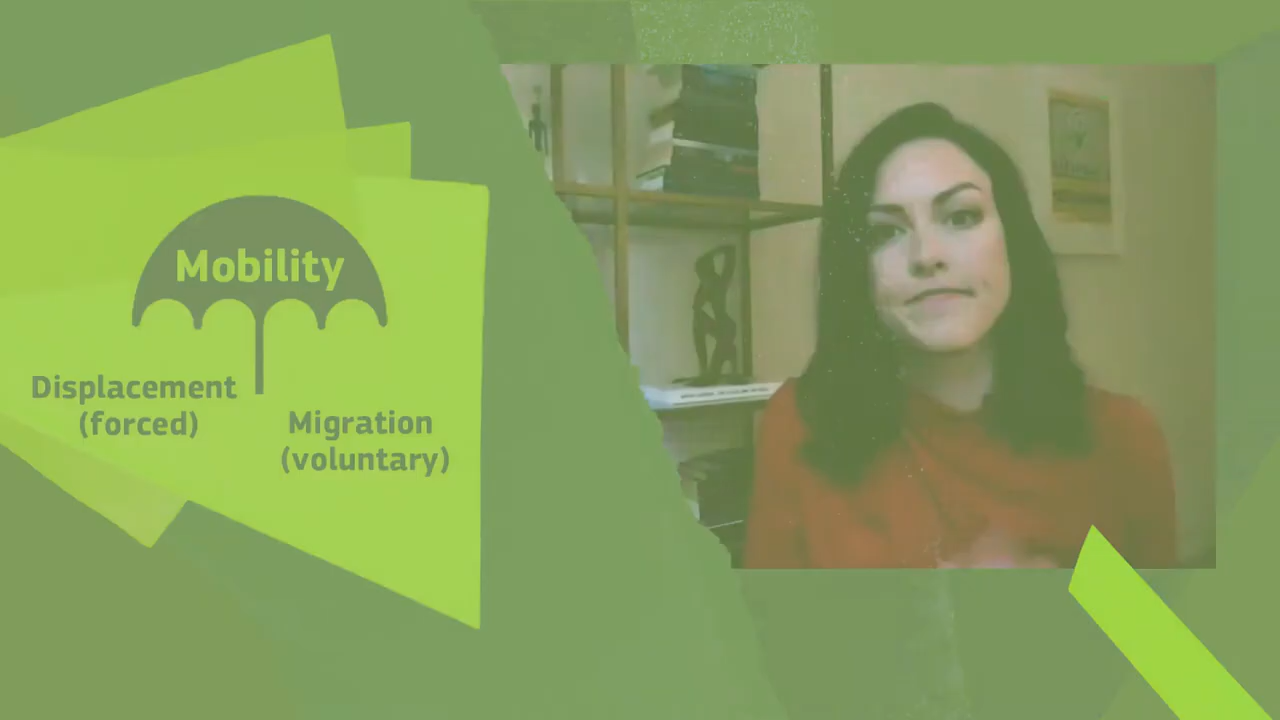 Mobility
Displacement
(forced)
Migration
(voluntary)